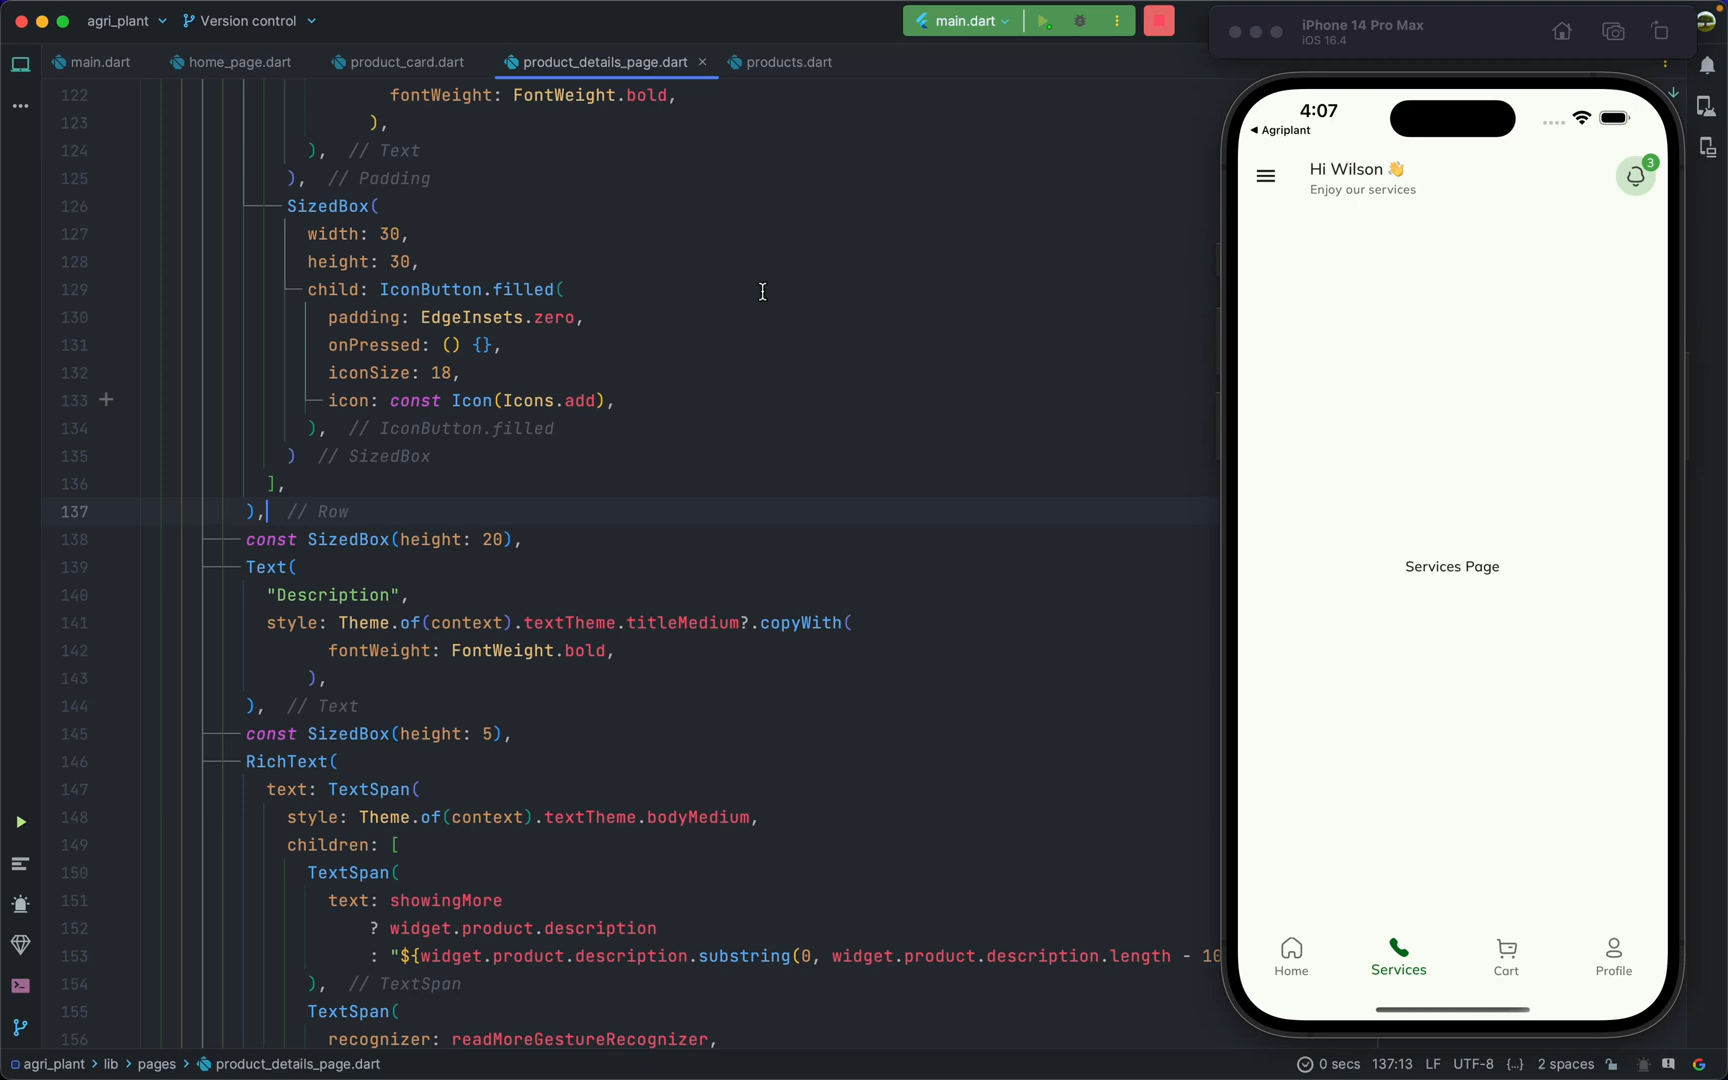 agri_plant
Version control
main.dart
iPhone 14 Pro Max
iOS 16.4
main.dart
home_page.dart
product_card.dart
product_details_page.dart
products.dart
122 fontWeight: FontWeight.bold,
123 ),
124 ), // Text
125 ), // Padding
126 SizedBox(
127 width: 30,
128 height: 30,
129 child: IconButton.filled(
130 padding: EdgeInsets.zero,
131 onPressed: () {},
132 iconSize: 18,
133 icon: const Icon(Icons.add),
134 ), // IconButton.filled
135 ) // SizedBox
136 ],
137 ), // Row
138 const SizedBox(height: 20),
139 Text(
140 "Description",
141 style: Theme.of(context).textTheme.titleMedium?.copyWith(
142 fontWeight: FontWeight.bold,
143 ),
144 ), // Text
145 const SizedBox(height: 5),
146 RichText(
147 text: TextSpan(
148 style: Theme.of(context).textTheme.bodyMedium,
149 children: [
150 TextSpan(
151 text: showingMore
152 ? widget.product.description
153 : "${widget.product.description.substring(0, widget.product.description.length - 10
154 ), // TextSpan
155 TextSpan(
156 recognizer: readMoreGestureRecognizer,
4:07
Agriplant
Hi Wilson 👋
Enjoy our services
3
Services Page
Home
Services
Cart
Profile
agri_plant > lib > pages > product_details_page.dart
0 secs 137:13 LF UTF-8 {..} 2 spaces